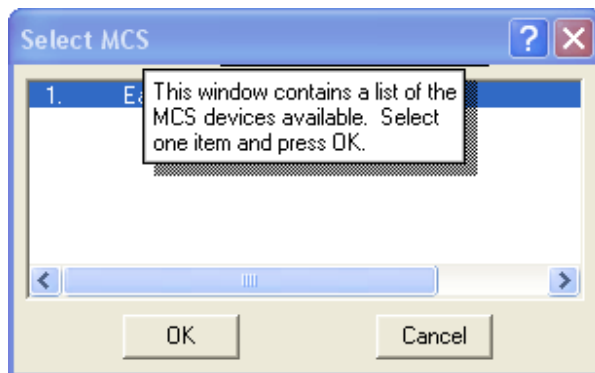 Select MCS
1.
This window contains a list of the
MCS devices available. Select
one item and press OK.
OK
Cancel